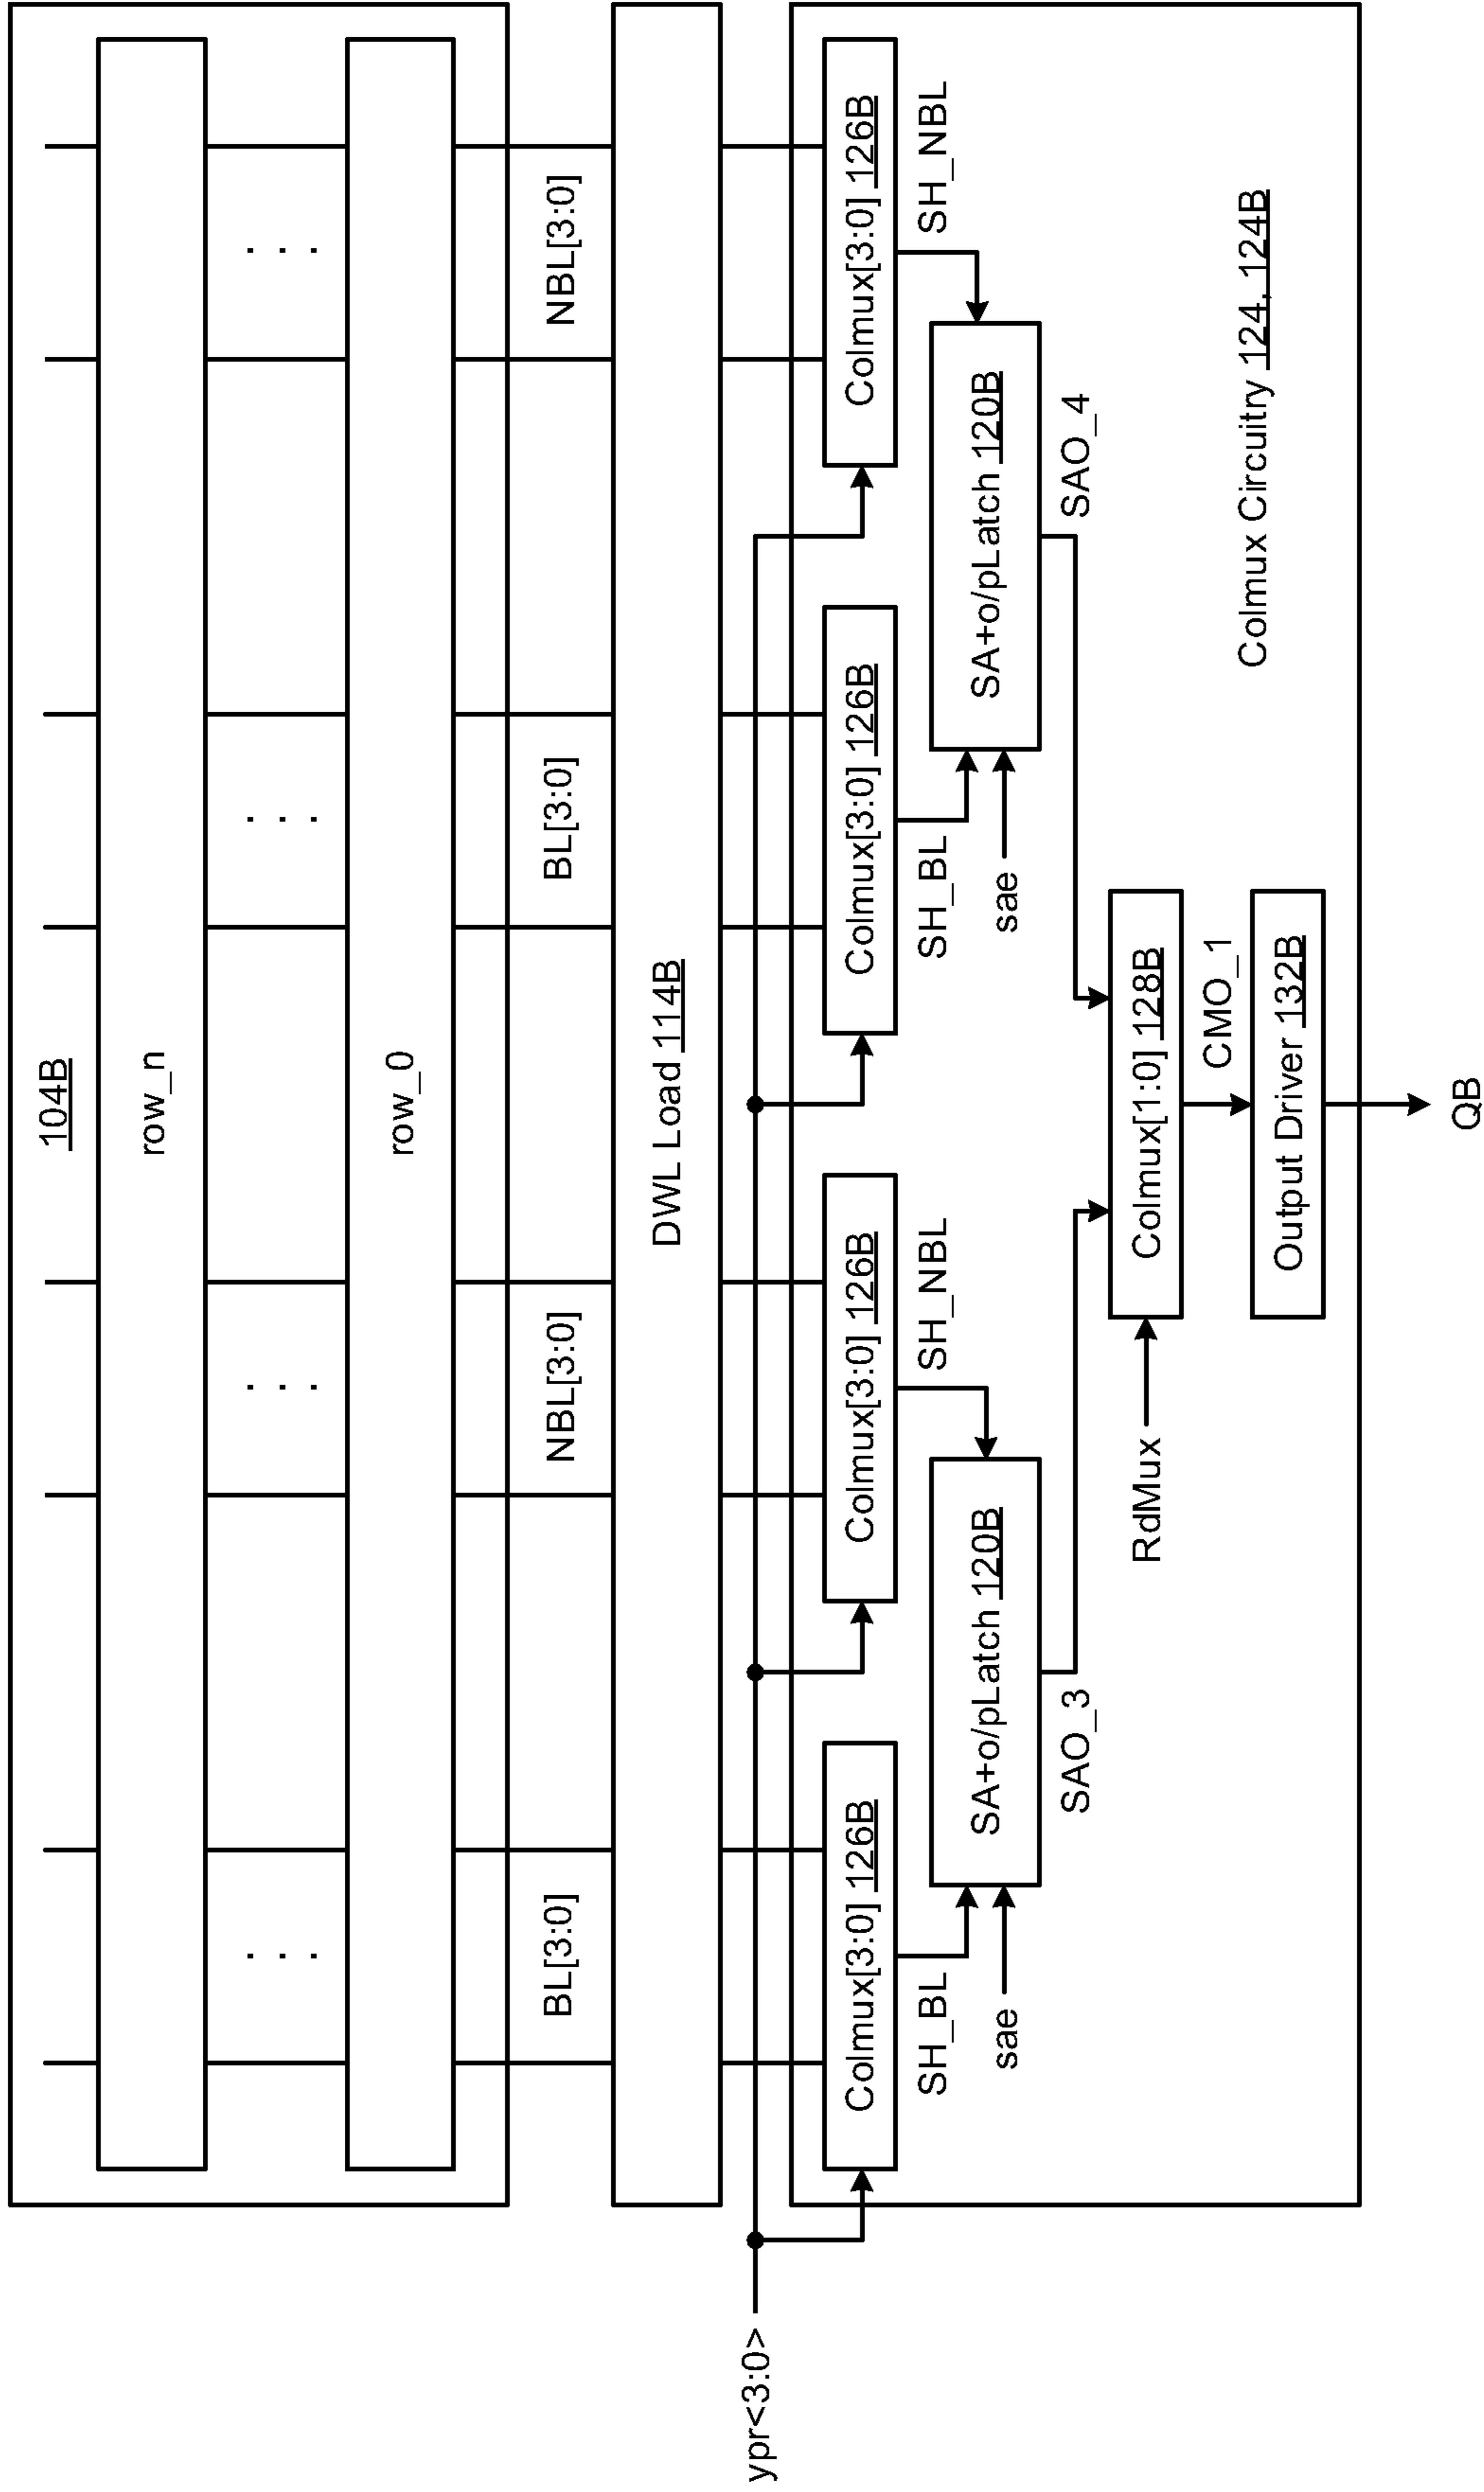 104B
row_n
. . .
. . .
. . .
. . .
row_0
BL[3:0]
NBL[3:0]
BL[3:0]
NBL[3:0]
DWL Load 114B
ypr<3:0>
Colmux[3:0] 126B
Colmux[3:0] 126B
Colmux[3:0] 126B
Colmux[3:0] 126B
SH_BL
SH_NBL
SH_BL
SH_NBL
sae
SA+o/pLatch 120B
sae
SA+o/pLatch 120B
SAO_3
SAO_4
RdMux
Colmux[1:0] 128B
CMO_1
Output Driver 132B
Colmux Circuitry 124, 124B
QB